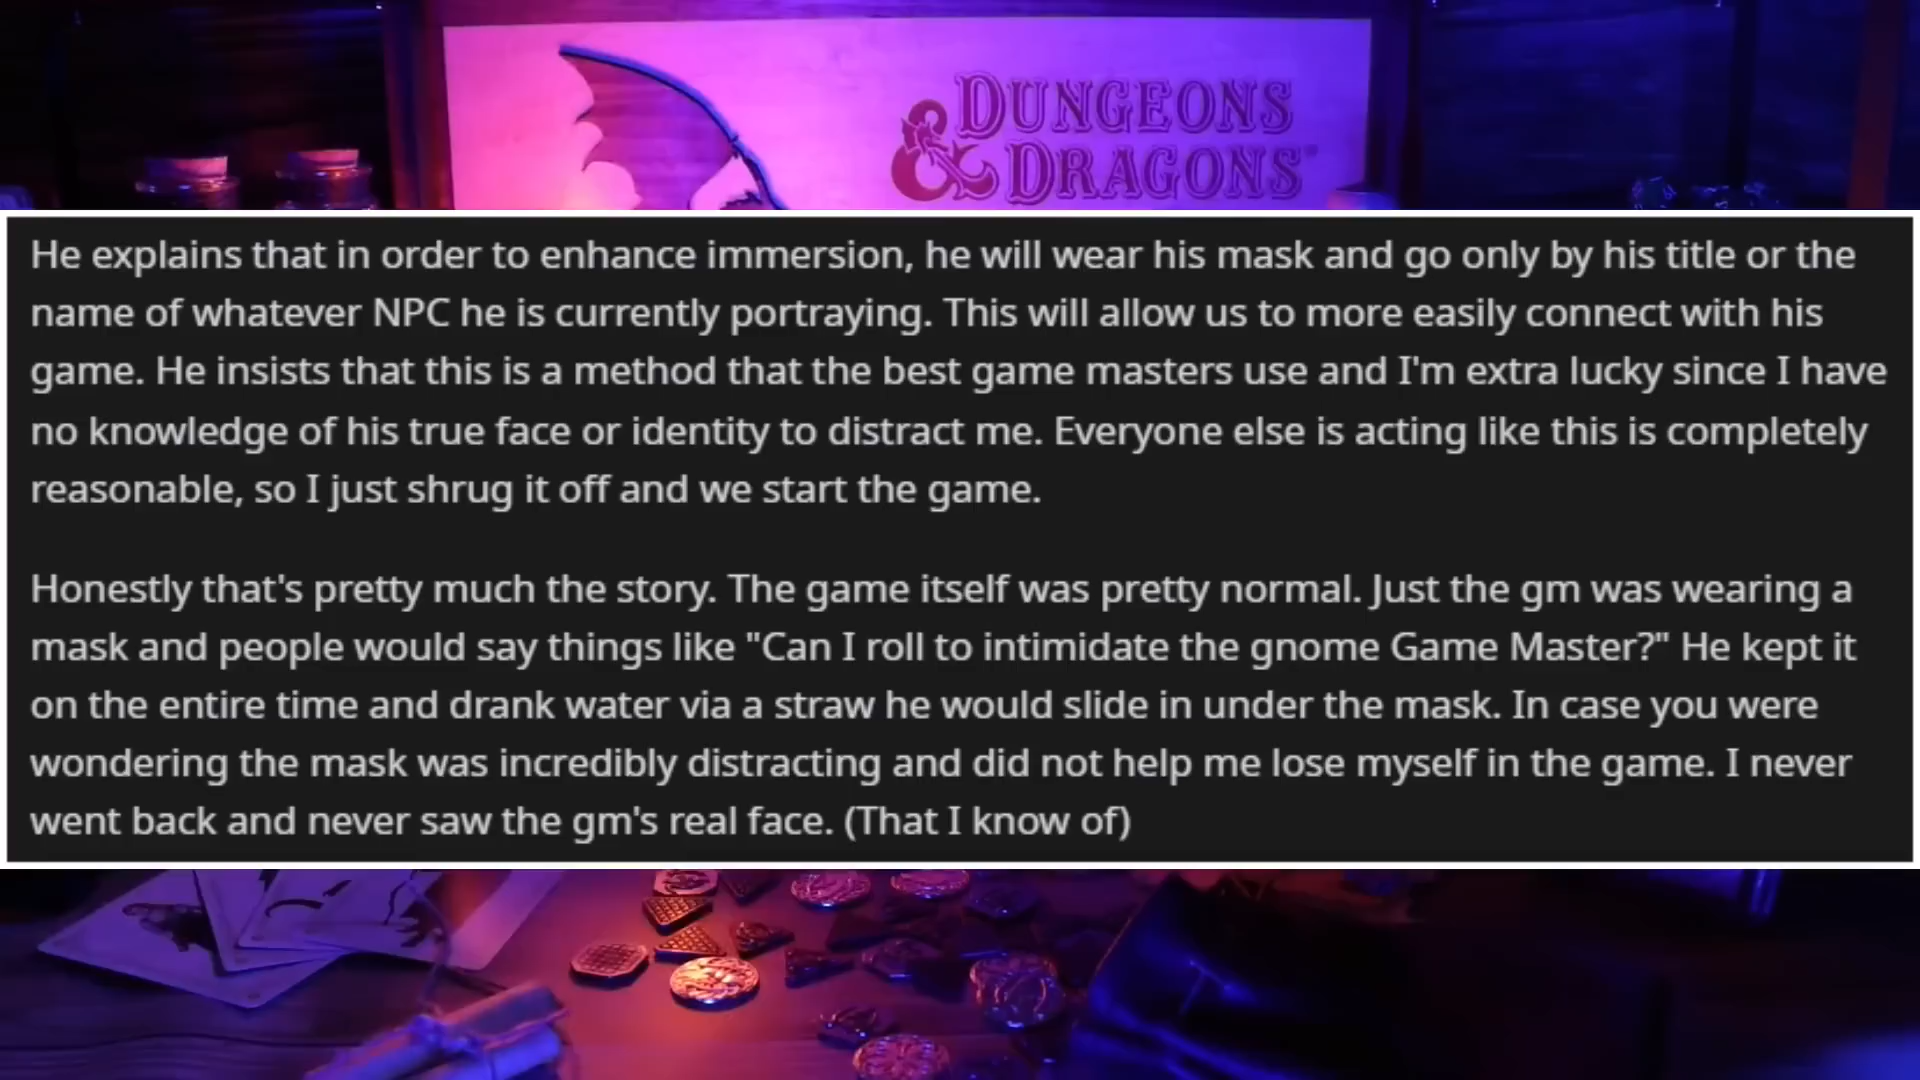 DUNGEONS
& DRAGONS
He explains that in order to enhance immersion, he will wear his mask and go only by his title or the
name of whatever NPC he is currently portraying. This will allow us to more easily connect with his
game. He insists that this is a method that the best game masters use and I'm extra lucky since I have
no knowledge of his true face or identity to distract me. Everyone else is acting like this is completely
reasonable, so I just shrug it off and we start the game.
Honestly that's pretty much the story. The game itself was pretty normal. Just the gm was wearing a
mask and people would say things like "Can I roll to intimidate the gnome Game Master?" He kept it
on the entire time and drank water via a straw he would slide in under the mask. In case you were
wondering the mask was incredibly distracting and did not help me lose myself in the game. I never
went back and never saw the gm's real face. (That I know of)